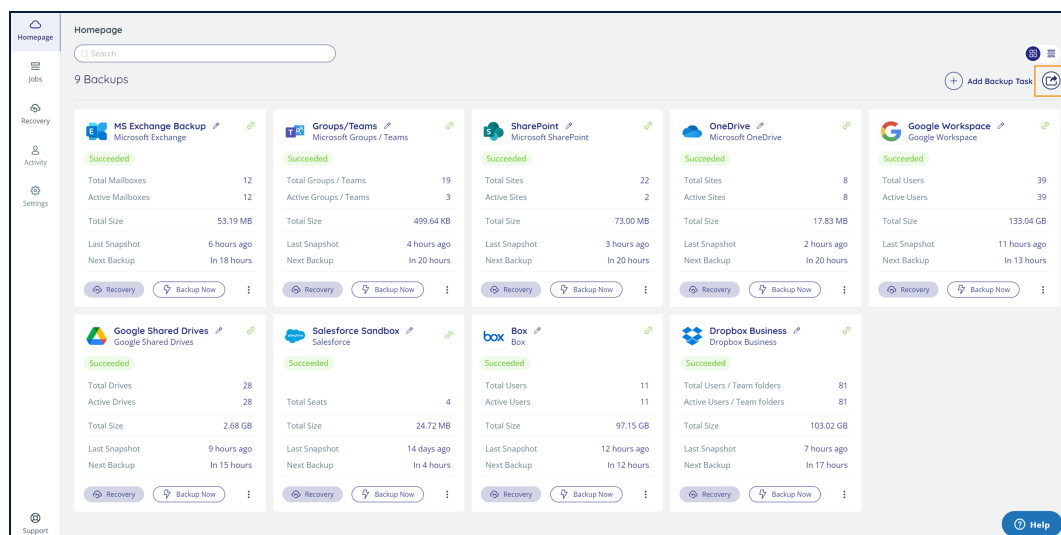 Homepage
Homepage
Search
Jobs
9 Backups
Add Backup Task
Recovery
Activity
Settings
MS Exchange Backup
Microsoft Exchange
Succeeded
Total Mailboxes 12
Active Mailboxes 12
Total Size 53.19 MB
Last Snapshot 6 hours ago
Next Backup In 18 hours
Recovery Backup Now
Groups/Teams
Microsoft Groups / Teams
Succeeded
Total Groups / Teams 19
Active Groups / Teams 3
Total Size 499.64 KB
Last Snapshot 4 hours ago
Next Backup In 20 hours
Recovery Backup Now
SharePoint
Microsoft SharePoint
Succeeded
Total Sites 22
Active Sites 2
Total Size 73.00 MB
Last Snapshot 3 hours ago
Next Backup In 20 hours
Recovery Backup Now
OneDrive
Microsoft OneDrive
Succeeded
Total Sites 8
Active Sites 8
Total Size 17.83 MB
Last Snapshot 2 hours ago
Next Backup In 20 hours
Recovery Backup Now
Google Workspace
Google Workspace
Succeeded
Total Users 39
Active Users 39
Total Size 133.04 GB
Last Snapshot 11 hours ago
Next Backup In 13 hours
Recovery Backup Now
Google Shared Drives
Google Shared Drives
Succeeded
Total Drives 28
Active Drives 28
Total Size 2.68 GB
Last Snapshot 9 hours ago
Next Backup In 15 hours
Recovery Backup Now
Salesforce Sandbox
Salesforce
Succeeded
Total Seats 4
Total Size 24.72 MB
Last Snapshot 14 days ago
Next Backup In 4 hours
Recovery Backup Now
box
Box
Box
Succeeded
Total Users 11
Active Users 11
Total Size 97.15 GB
Last Snapshot 12 hours ago
Next Backup In 12 hours
Recovery Backup Now
Dropbox Business
Dropbox Business
Succeeded
Total Users / Team folders 81
Active Users / Team folders 81
Total Size 103.02 GB
Last Snapshot 7 hours ago
Next Backup In 17 hours
Recovery Backup Now
Support
Help